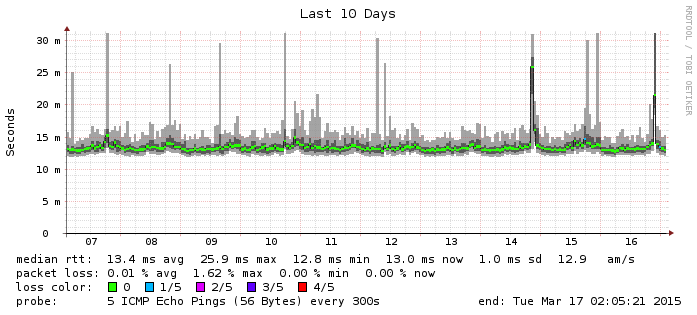 Last 10 Days
RRDTOOL / TOBI OETIKER
Seconds
30 m
25 m
20 m
15 m
10 m
5 m
0
07 08 09 10 11 12 13 14 15 16
median rtt: 13.4 ms avg 25.9 ms max 12.8 ms min 13.0 ms now 1.0 ms sd 12.9 am/s
packet loss: 0.01 % avg 1.62 % max 0.00 % min 0.00 % now
loss color: 0 1/5 2/5 3/5 4/5
probe: 5 ICMP Echo Pings (56 Bytes) every 300s end: Tue Mar 17 02:05:21 2015